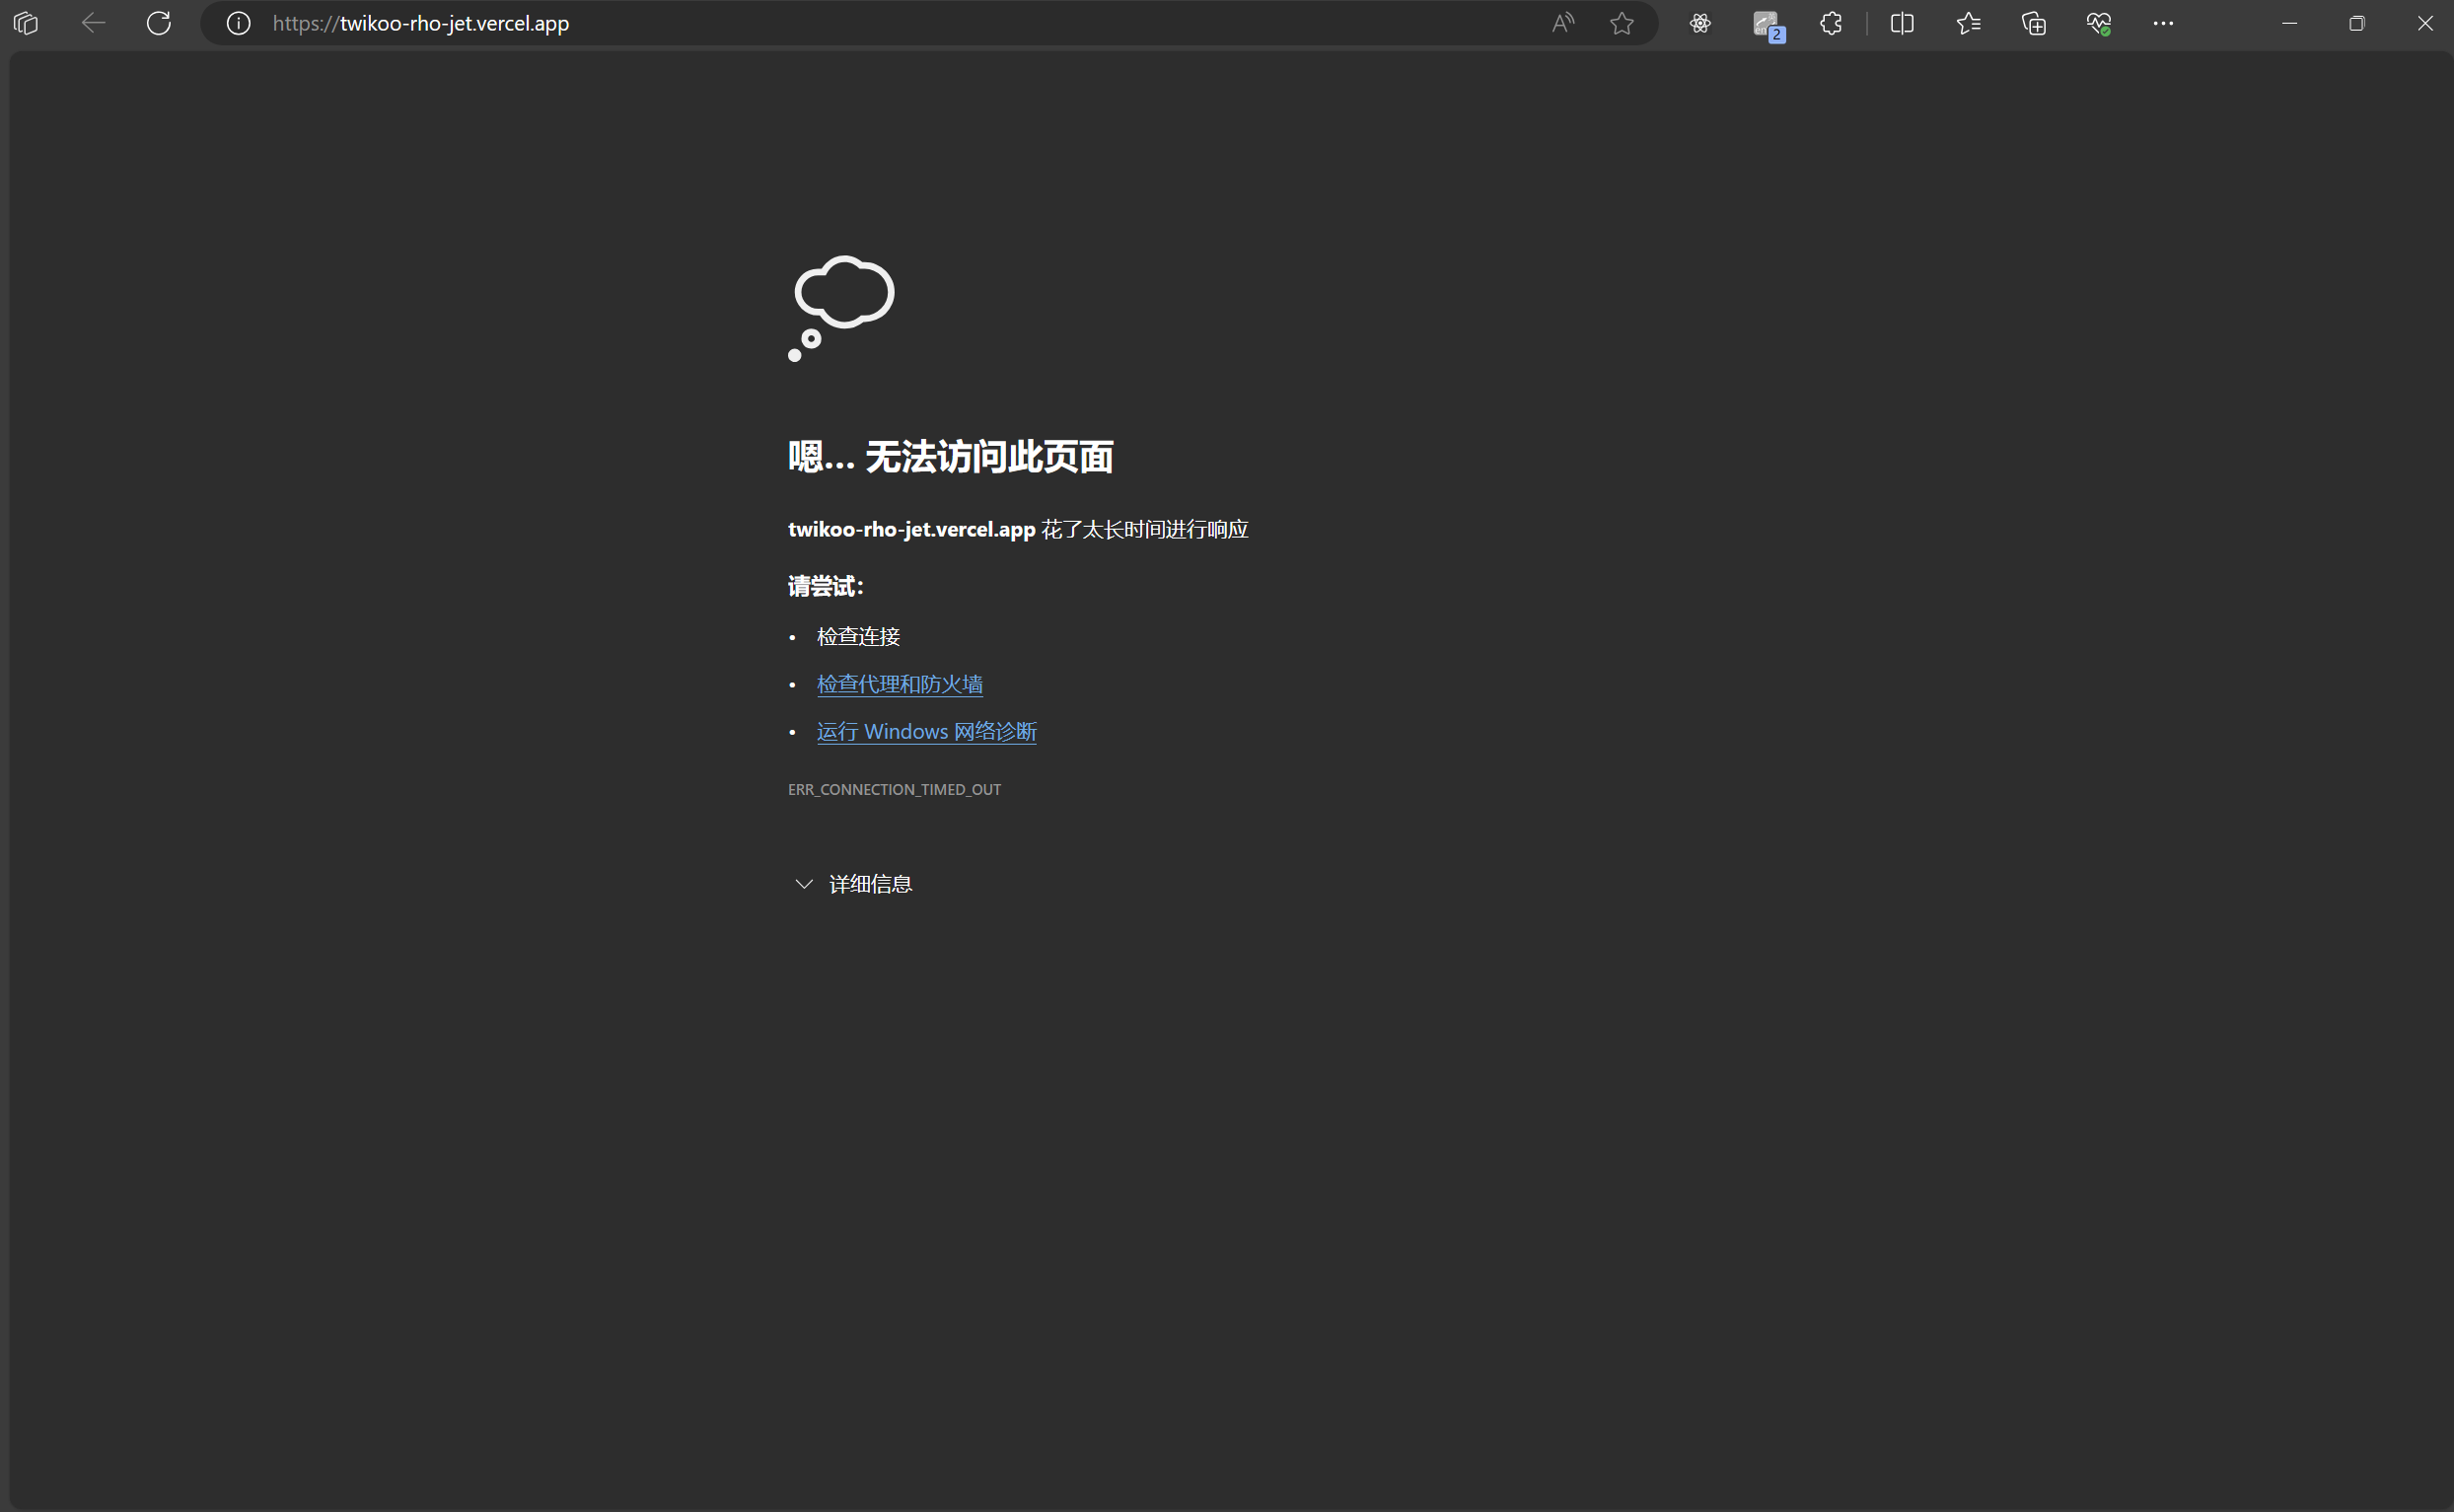 https://twikoo-rho-jet.vercel.app
2
嗯… 无法访问此页面
twikoo-rho-jet.vercel.app 花了太长时间进行响应
请尝试：
• 检查连接
• 检查代理和防火墙
• 运行 Windows 网络诊断
ERR_CONNECTION_TIMED_OUT
详细信息